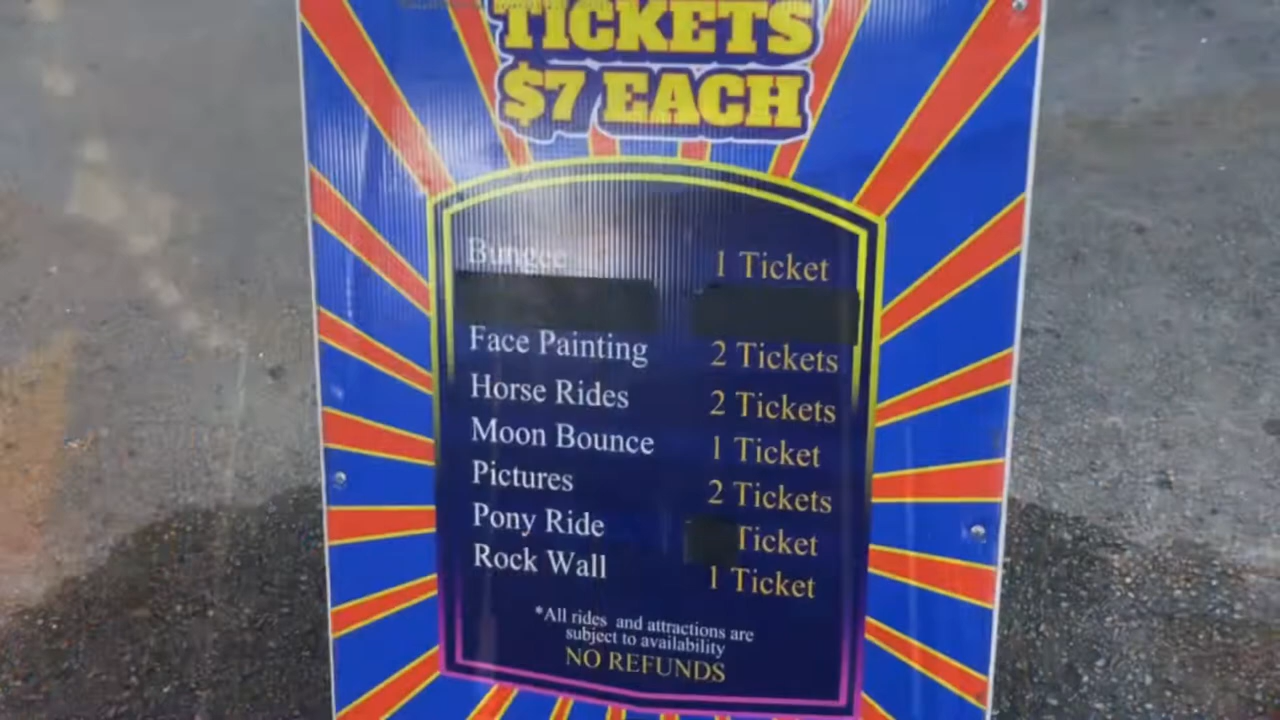 TICKETS
$7 EACH
Bungee 1 Ticket
Face Painting 2 Tickets
Horse Rides 2 Tickets
Moon Bounce 1 Ticket
Pictures 2 Tickets
Pony Ride Ticket
Rock Wall 1 Ticket
*All rides and attractions are
subject to availability
NO REFUNDS